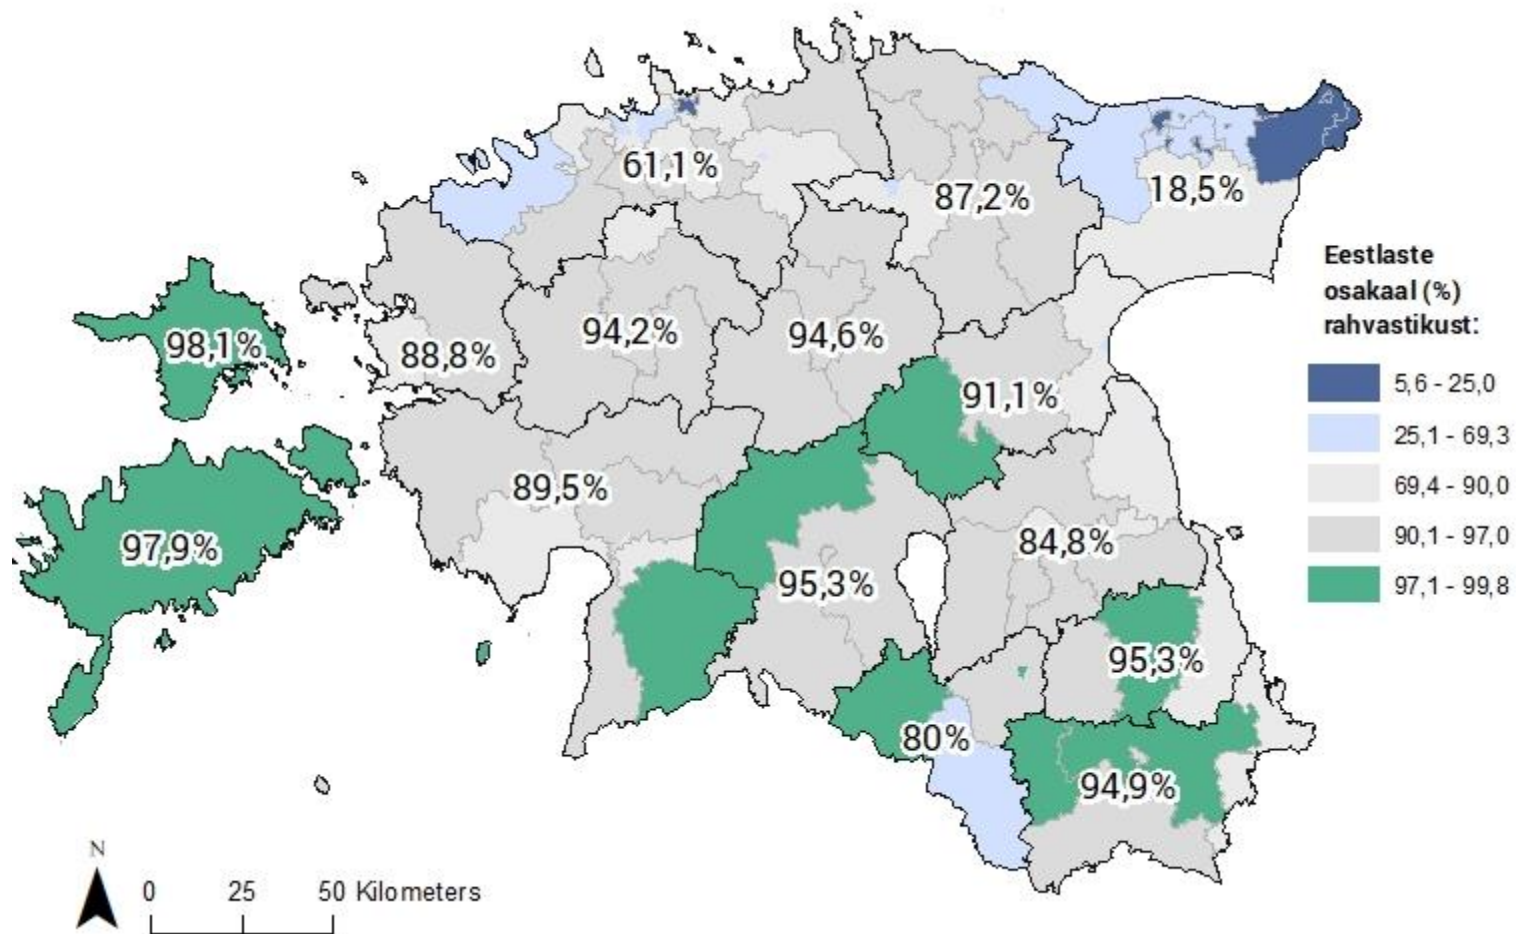 61,1%
87,2%
18,5%
98,1%
88,8%
94,2%
94,6%
91,1%
97,9%
89,5%
95,3%
84,8%
95,3%
80%
94,9%
Eestlaste
osakaal (%)
rahvastikust:
5,6 - 25,0
25,1 - 69,3
69,4 - 90,0
90,1 - 97,0
97,1 - 99,8
N
0 25 50 Kilometers